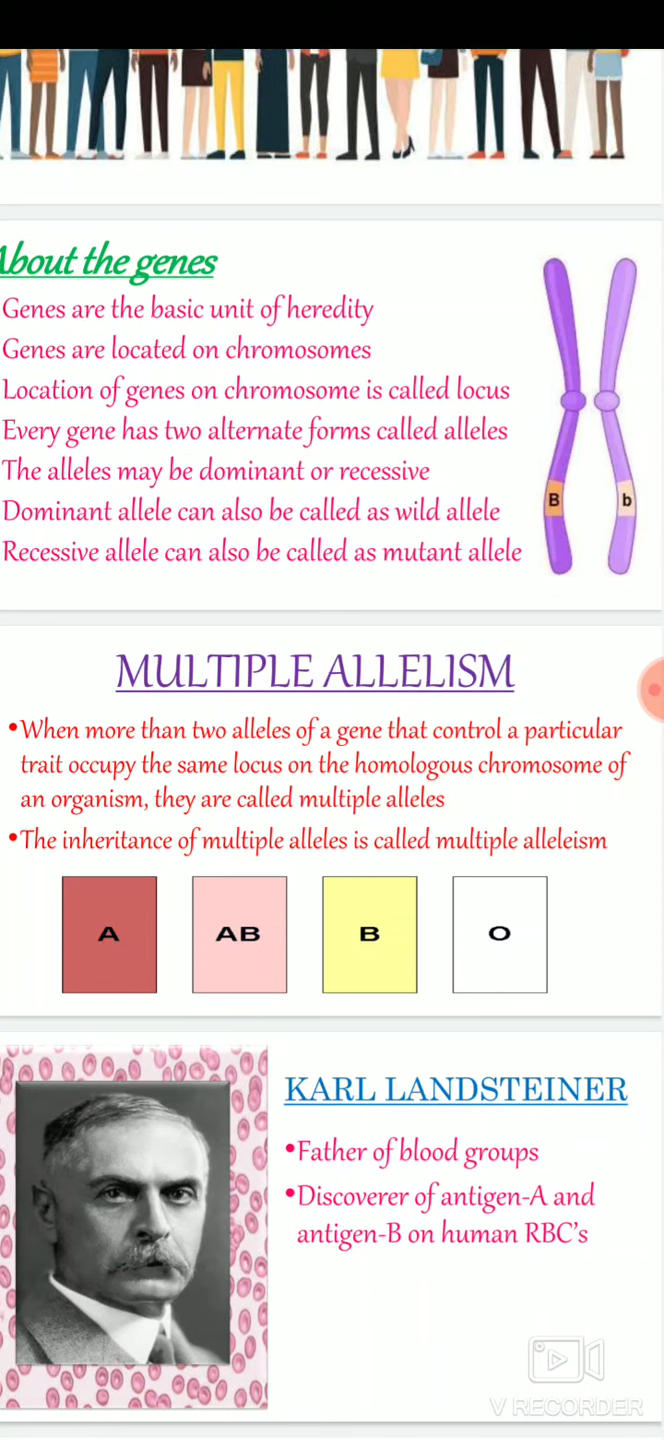 About the genes
Genes are the basic unit of heredity
Genes are located on chromosomes
Location of genes on chromosome is called locus
Every gene has two alternate forms called alleles
The alleles may be dominant or recessive
Dominant allele can also be called as wild allele
Recessive allele can also be called as mutant allele
B b
MULTIPLE ALLELISM
•When more than two alleles of a gene that control a particular
trait occupy the same locus on the homologous chromosome of
an organism, they are called multiple alleles
•The inheritance of multiple alleles is called multiple alleleism
A AB B O
KARL LANDSTEINER
•Father of blood groups
•Discoverer of antigen-A and
antigen-B on human RBC's
V RECORDER